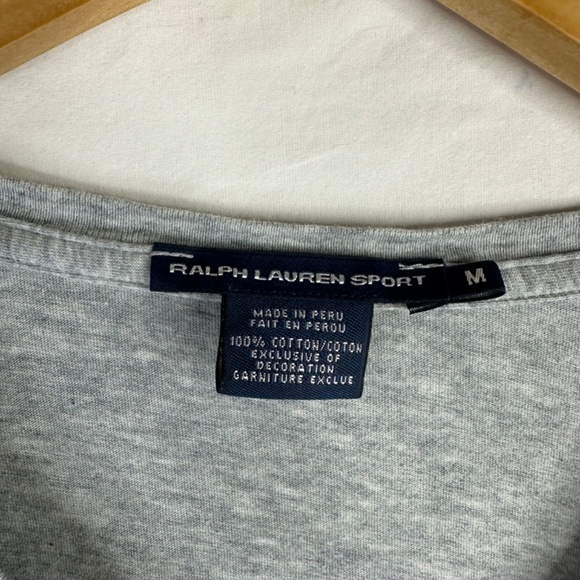 RALPH LAUREN SPORT M
MADE IN PERU
FAIT EN PEROU
100% COTTON/COTON
EXCLUSIVE OF
DECORATION
GARNITURE EXCLUE